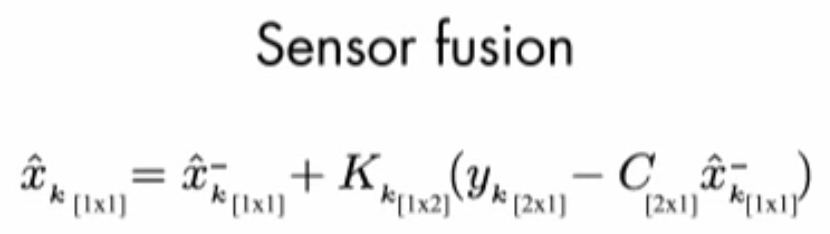 Sensor fusion
x̂ₖ [1x1] = x̂ₖ⁻ [1x1] + Kₖ [1x2] (yₖ [2x1] − C [2x1] x̂ₖ⁻ [1x1])